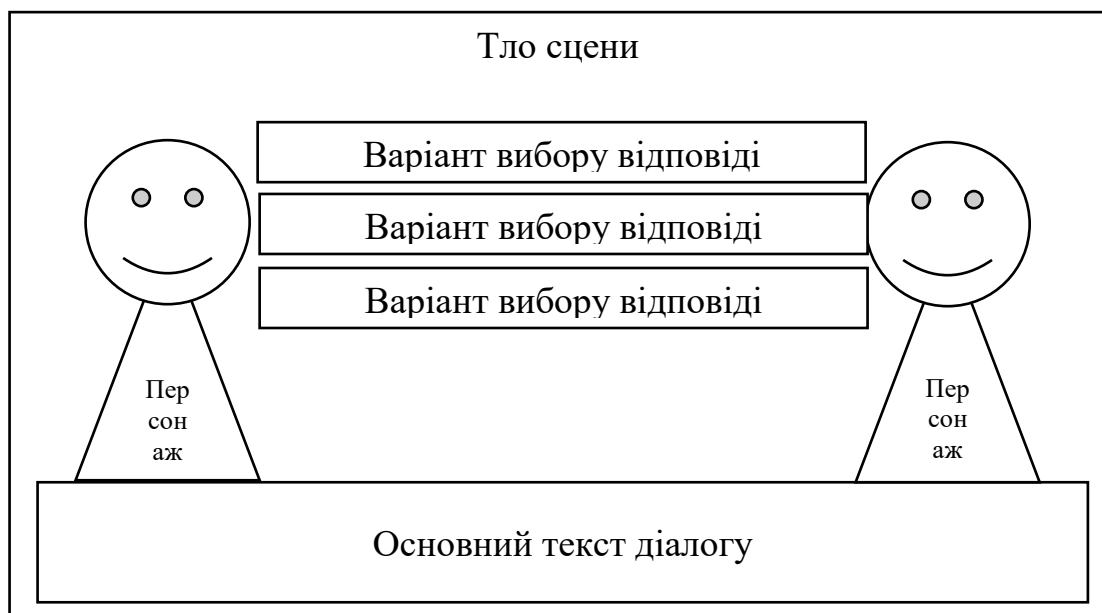 Тло сцени
Варіант вибору відповіді
Варіант вибору відповіді
Варіант вибору відповіді
Пер
сон
аж
Пер
сон
аж
Основний текст діалогу